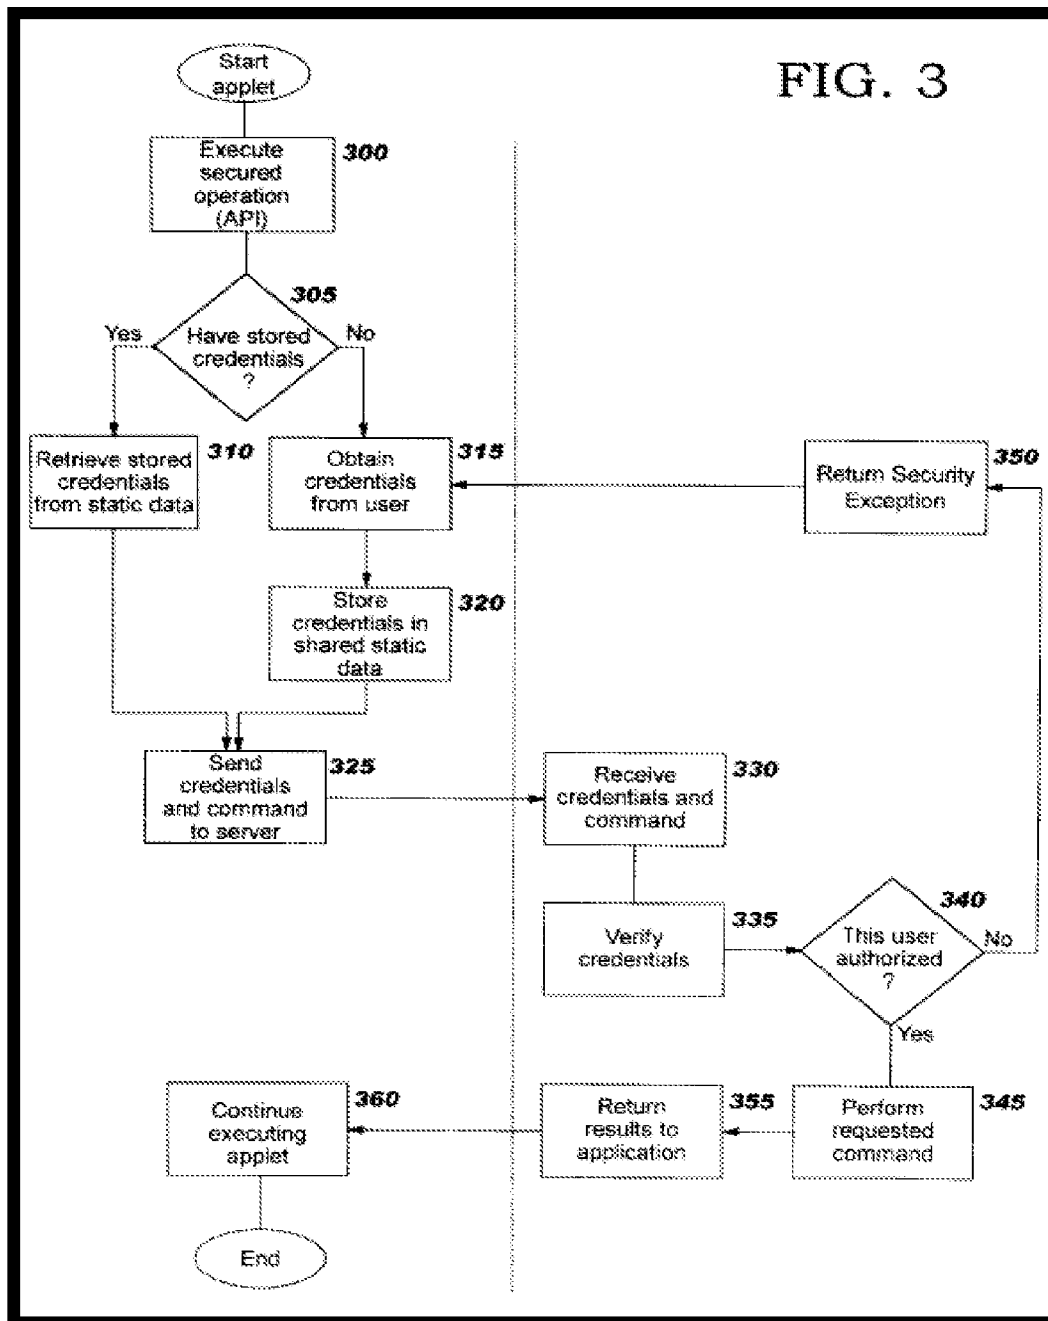 FIG. 3
Start
applet
300
Execute
secured
operation
(API)
305
Have stored
credentials
?
Yes
No
310
Retrieve stored
credentials
from static data
315
Obtain
credentials
from user
350
Return Security
Exception
320
Store
credentials in
shared static
data
325
Send
credentials
and command
to server
330
Receive
credentials and
command
335
Verify
credentials
340
This user
authorized
?
No
Yes
345
Perform
requested
command
355
Return
results to
application
360
Continue
executing
applet
End